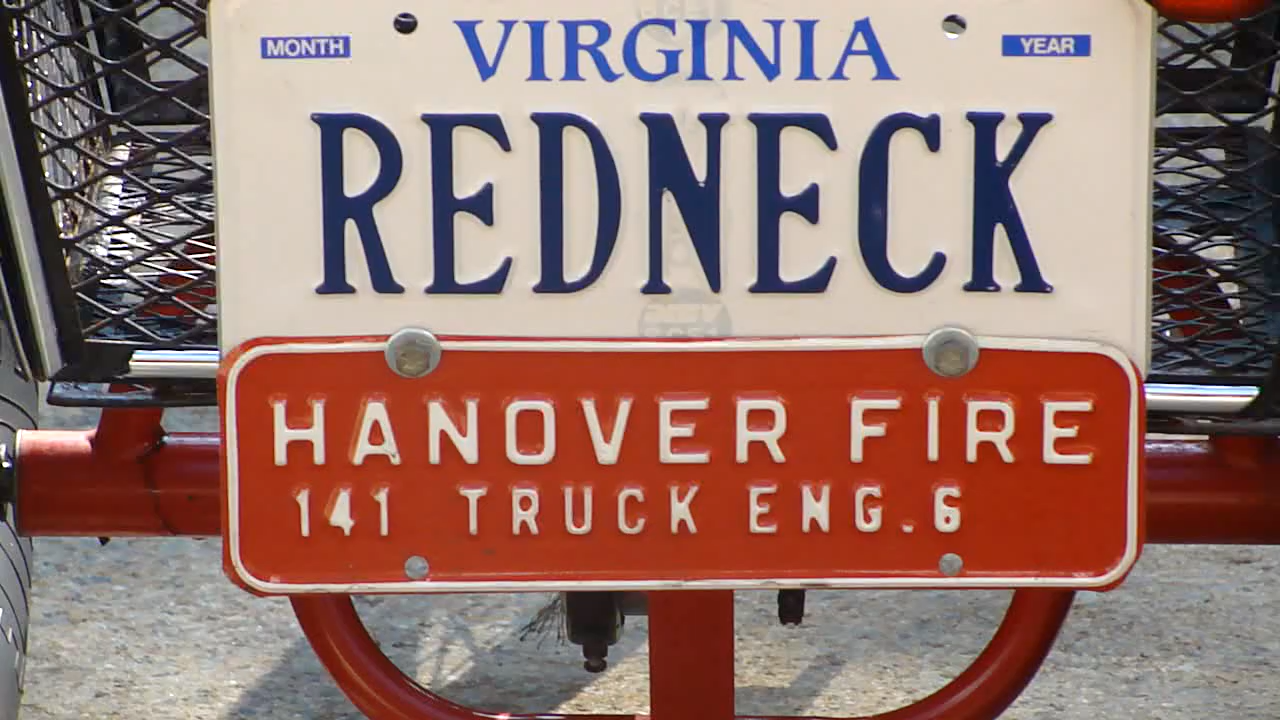 MONTH VIRGINIA YEAR
REDNECK
HANOVER FIRE
141 TRUCK ENG. 6